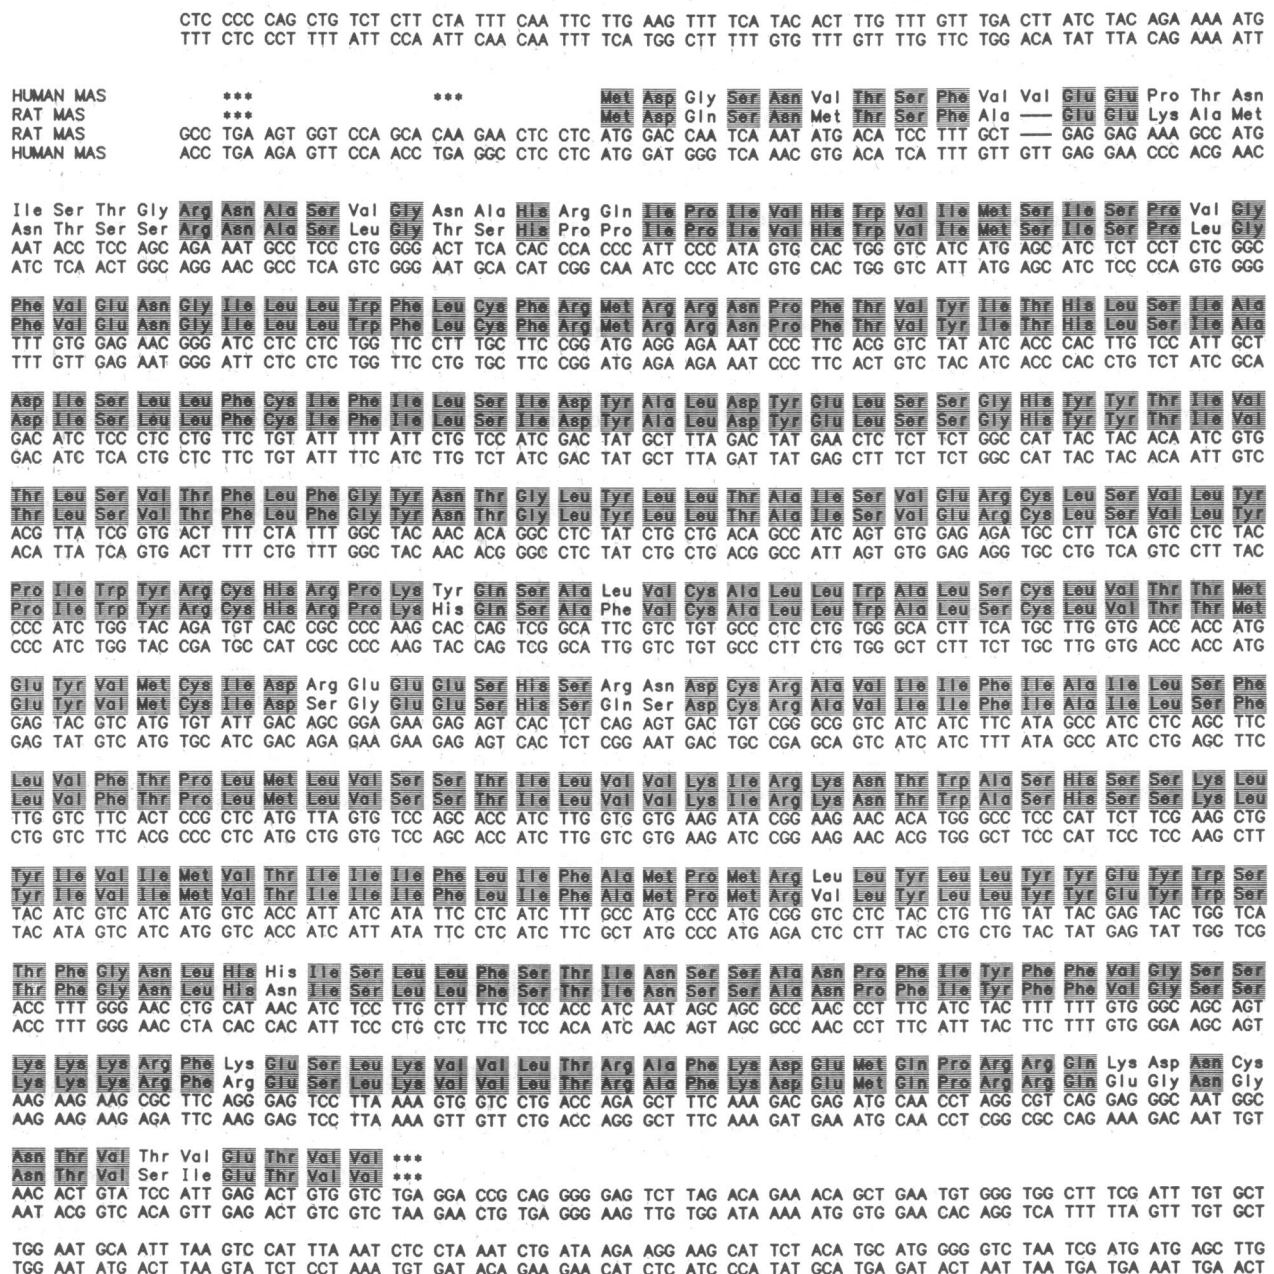 CTC CCC CAG CTG TCT CTT CTA TTT CAA TTC TTG AAG TTT TCA TAC ACT TTG TTT GTT TGA CTT ATC TAC AGA AAA ATG
TTT CTC CCT TTT ATT CCA ATT CAA CAA TTT TCA TGG CTT TTT GTG TTT GTT TTG TTC TGG ACA TAT TTA CAG AAA ATT
HUMAN MAS *** *** Met Asp Gly Ser Asn Val Thr Ser Phe Val Val Glu Glu Pro Thr Asn
RAT MAS *** Met Asp Gln Ser Asn Met Thr Ser Phe Ala — Glu Glu Lys Ala Met
RAT MAS GCC TGA AGT GGT CCA GCA CAA GAA CTC CTC ATG GAC CAA TCA AAT ATG ACA TCC TTT GCT — GAG GAG AAA GCC ATG
HUMAN MAS ACC TGA AGA GTT CCA ACC TGA GGC CTC CTC ATG GAT GGG TCA AAC GTG ACA TCA TTT GTT GTT GAG GAA CCC ACG AAC
Ile Ser Thr Gly Arg Asn Ala Ser Val Gly Asn Ala His Arg Gln Ile Pro Ile Val His Trp Val Ile Met Ser Ile Ser Pro Val Gly
Asn Thr Ser Ser Arg Asn Ala Ser Leu Gly Thr Ser His Pro Pro Ile Pro Ile Val His Trp Val Ile Met Ser Ile Ser Pro Leu Gly
AAT ACC TCC AGC AGA AAT GCC TCC CTG GGG ACT TCA CAC CCA CCC ATT CCC ATA GTG CAC TGG GTC ATC ATG AGC ATC TCT CCT CTC GGC
ATC TCA ACT GGC AGG AAC GCC TCA GTC GGG AAT GCA CAT CGG CAA ATC CCC ATC GTG CAC TGG GTC ATT ATG AGC ATC TCC CCA GTG GGG
Phe Val Glu Asn Gly Ile Leu Leu Trp Phe Leu Cys Phe Arg Met Arg Arg Asn Pro Phe Thr Val Tyr Ile Thr His Leu Ser Ile Ala
Phe Val Glu Asn Gly Ile Leu Leu Trp Phe Leu Cys Phe Arg Met Arg Arg Asn Pro Phe Thr Val Tyr Ile Thr His Leu Ser Ile Ala
TTT GTG GAG AAC GGG ATC CTC CTC TGG TTC CTT TGC TTC CGG ATG AGG AGG AAT CCC TTC ACG GTC TAT ATC ACC CAC TTG TCC ATT GCT
TTT GTT GAG AAT GGG ATT CTC CTC TGG TTC CTG TGC TTC CGG ATG AGA AGA AAT CCC TTC ACT GTC TAC ATC ACC CAC CTG TCT ATC GCA
Asp Ile Ser Leu Leu Phe Cys Ile Phe Ile Leu Ser Ile Asp Tyr Ala Leu Asp Tyr Glu Leu Ser Ser Gly His Tyr Tyr Thr Ile Val
Asp Ile Ser Leu Leu Phe Cys Ile Phe Ile Leu Ser Ile Asp Tyr Ala Leu Asp Tyr Glu Leu Ser Ser Gly His Tyr Tyr Thr Ile Val
GAC ATC TCC CTC CTG TTC TGT ATT TTT ATT CTG TCC ATC GAC TAT GCT TTA GAC TAT GAA CTC TCT TCT GGC CAT TAC TAC ACA ATC GTG
GAC ATC TCA CTG CTC TTC TGT ATT TTC ATC TTG TCT ATC GAC TAT GCT TTA GAT TAT GAG CTT TCT TCT GGC CAT TAC TAC ACA ATT GTC
Thr Leu Ser Val Thr Phe Leu Phe Gly Tyr Asn Thr Gly Leu Tyr Leu Leu Thr Ala Ile Ser Val Glu Arg Cys Leu Ser Val Leu Tyr
Thr Leu Ser Val Thr Phe Leu Phe Gly Tyr Asn Thr Gly Leu Tyr Leu Leu Thr Ala Ile Ser Val Glu Arg Cys Leu Ser Val Leu Tyr
ACG TTA TCG GTG ACT TTT CTA TTT GGC TAC AAC ACA GGC CTC TAT CTG CTG ACA GCC ATC AGT GTG GAG AGA TGC CTT TCA GTC CTC TAC
ACA TTA TCA GTG ACT TTT CTG TTT GGC TAC AAC ACG GGC CTC TAT CTG CTG ACG GCC ATT AGT GTG GAG AGG TGC CTG TCA GTC CTT TAC
Pro Ile Trp Tyr Arg Cys His Arg Pro Lys Tyr Gln Ser Ala Leu Val Cys Ala Leu Leu Trp Ala Leu Ser Cys Leu Val Thr Thr Met
Pro Ile Trp Tyr Arg Cys His Arg Pro Lys His Gln Ser Ala Phe Val Cys Ala Leu Leu Trp Ala Leu Ser Cys Leu Val Thr Thr Met
CCC ATC TGG TAC AGA TGT CAC CGC CCC AAG CAC CAG TCG GCA TTC GTC TGT GCC CTC CTG TGG GCA CTT TCA TGC TTG GTG ACC ACC ATG
CCC ATC TGG TAC CGA TGC CAT CGC CCC AAG TAC CAG TCG GCA TTG GTC TGT GCC CTT CTG TGG GCT CTT TCT TGC TTG GTG ACC ACC ATG
Glu Tyr Val Met Cys Ile Asp Arg Glu Glu Glu Ser His Ser Arg Asn Asp Cys Arg Ala Val Ile Ile Phe Ile Ala Ile Leu Ser Phe
Glu Tyr Val Met Cys Ile Asp Ser Gly Glu Glu Ser His Ser Gln Ser Asp Cys Arg Ala Val Ile Ile Phe Ile Ala Ile Leu Ser Phe
GAG TAC GTC ATG TGT ATT GAC AGC GGA GAA GAG AGT CAC TCT CAG AGT GAC TGT CGG GCG GTC ATC ATC TTC ATA GCC ATC CTC AGC TTC
GAG TAT GTC ATG TGC ATC GAC AGA GAA GAA GAG AGT CAC TCT CGG AAT GAC TGC CGA GCA GTC ATC ATC TTT ATA GCC ATC CTG AGC TTC
Leu Val Phe Thr Pro Leu Met Leu Val Ser Ser Thr Ile Leu Val Val Lys Ile Arg Lys Asn Thr Trp Ala Ser His Ser Ser Lys Leu
Leu Val Phe Thr Pro Leu Met Leu Val Ser Ser Thr Ile Leu Val Val Lys Ile Arg Lys Asn Thr Trp Ala Ser His Ser Ser Lys Leu
TTG GTC TTC ACT CCG CTC ATG TTA GTG TCC AGC ACC ATC TTG GTG GTG AAG ATA CGG AAG AAC ACA TGG GCC TCC CAT TCT TCG AAG CTG
CTG GTC TTC ACG CCC CTC ATG CTG GTG TCC AGC ACC ATC TTG GTC GTG AAG ATC CGG AAG AAC ACG TGG GCT TCC CAT TCC TCC AAG CTT
Tyr Ile Val Ile Met Val Thr Ile Ile Ile Phe Leu Ile Phe Ala Met Pro Met Arg Leu Leu Tyr Leu Leu Tyr Tyr Glu Tyr Trp Ser
Tyr Ile Val Ile Met Val Thr Ile Ile Ile Phe Leu Ile Phe Ala Met Pro Met Arg Val Leu Tyr Leu Leu Tyr Tyr Glu Tyr Trp Ser
TAC ATC GTC ATC ATG GTC ACC ATT ATC ATA TTC CTC ATC TTT GCC ATG CCC ATG CGG GTC CTC TAC CTG TTG TAT TAC GAG TAC TGG TCA
TAC ATA GTC ATC ATG GTC ACC ATC ATT ATA TTC CTC ATC TTC GCT ATG CCC ATG AGA CTC CTT TAC CTG CTG TAC TAT GAG TAT TGG TCG
Thr Phe Gly Asn Leu His His Ile Ser Leu Leu Phe Ser Thr Ile Asn Ser Ser Ala Asn Pro Phe Ile Tyr Phe Phe Val Gly Ser Ser
Thr Phe Gly Asn Leu His Asn Ile Ser Leu Leu Phe Ser Thr Ile Asn Ser Ser Ala Asn Pro Phe Ile Tyr Phe Phe Val Gly Ser Ser
ACC TTT GGG AAC CTG CAT AAC ATC TCC TTG CTT TTC TCC ACC ATC AAT AGC AGC GCC AAC CCT TTC ATC TAC TTT TTT GTG GGC AGC AGT
ACC TTT GGG AAC CTA CAC CAC ATT TCC CTG CTC TTC TCC ACA ATC AAC AGT AGC GCC AAC CCT TTC ATT TAC TTC TTT GTG GGA AGC AGT
Lys Lys Lys Arg Phe Lys Glu Ser Leu Lys Val Val Leu Thr Arg Ala Phe Lys Asp Glu Met Gln Pro Arg Arg Gln Lys Asp Asn Cys
Lys Lys Lys Arg Phe Arg Glu Ser Leu Lys Val Val Leu Thr Arg Ala Phe Lys Asp Glu Met Gln Pro Arg Arg Gln Glu Gly Asn Gly
AAG AAG AAG CGC TTC AGG GAG TCC TTA AAA GTG GTC CTG ACC AGA GCT TTC AAA GAC GAG ATG CAA CCT AGG CGT CAG GAG GGC AAT GGC
AAG AAG AAG AGA TTC AAG GAG TCC TTA AAA GTT GTT CTG ACC AGG GCT TTC AAA GAT GAA ATG CAA CCT CGG CGC CAG AAA GAC AAT TGT
Asn Thr Val Thr Val Glu Thr Val Val ***
Asn Thr Val Ser Ile Glu Thr Val Val ***
AAC ACT GTA TCC ATT GAG ACT GTG GTC TGA GGA CCG CAG GGG GAG TCT TAG ACA GAA ACA GCT GAA TGT GGG TGG CTT TCG ATT TGT GCT
AAT ACG GTC ACA GTT GAG ACT GTC GTC TAA GAA CTG TGA GGG AAG TTG TGG ATA AAA ATG GTG GAA CAC AGG TCA TTT TTA GTT TGT GCT
TGG AAT GCA ATT TAA GTC CAT TTA AAT CTC CTA AAT CTG ATA AGA AGG AAG CAT TCT ACA TGC ATG GGG GTC TAA TCG ATG ATG AGC TTG
TGG AAT ATG ACT TAA GTA TCT CCT AAA TGT GAT ACA GAA GAA CAT CTC ATC CCA TAT GCA TGA GAT ACT AAT TAA TGA TGA AAT TGA ACT